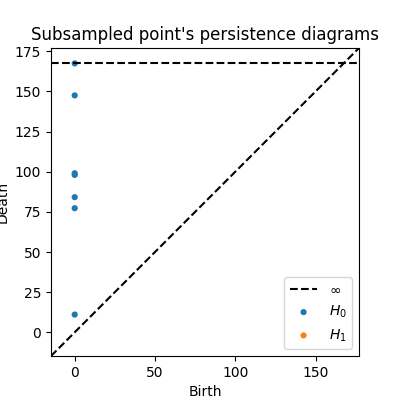 Subsampled point's persistence diagrams
175
150
125
100
75
50
25
0
Death
∞
H₀
H₁
0 50 100 150
Birth